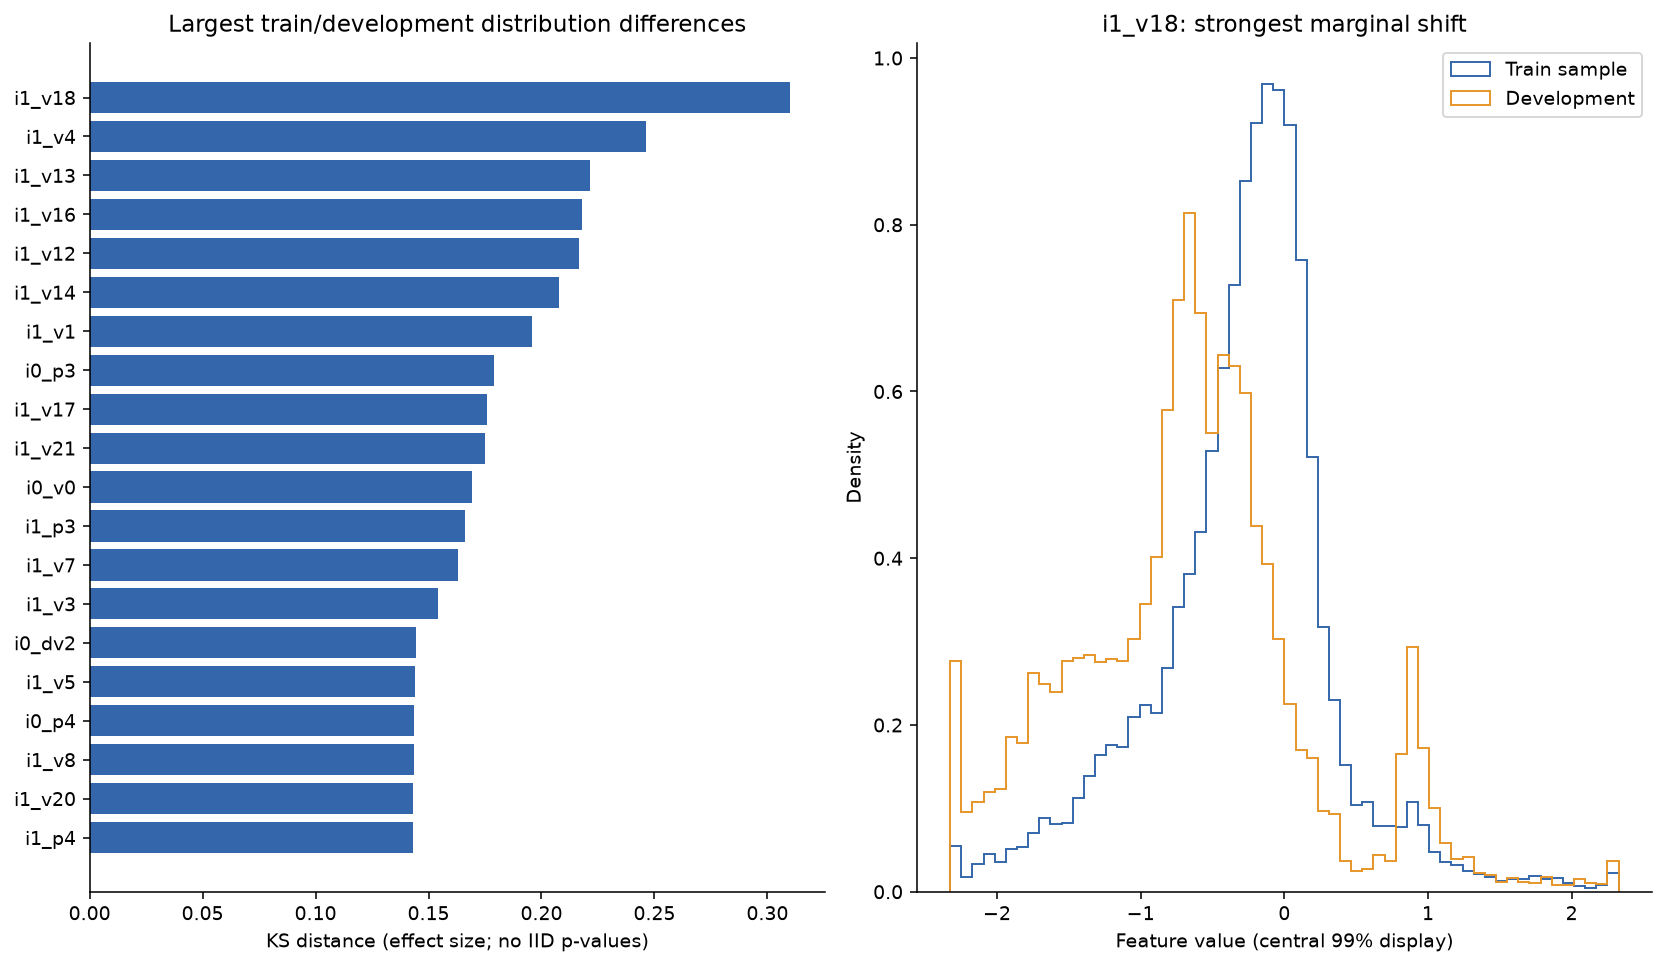 Largest train/development distribution differences
i1_v18
i1_v4
i1_v13
i1_v16
i1_v12
i1_v14
i1_v1
i0_p3
i1_v17
i1_v21
i0_v0
i1_p3
i1_v7
i1_v3
i0_dv2
i1_v5
i0_p4
i1_v8
i1_v20
i1_p4
0.00 0.05 0.10 0.15 0.20 0.25 0.30
KS distance (effect size; no IID p-values)
i1_v18: strongest marginal shift
Train sample
Development
1.0
0.8
0.6
0.4
0.2
0.0
Density
−2 −1 0 1 2
Feature value (central 99% display)